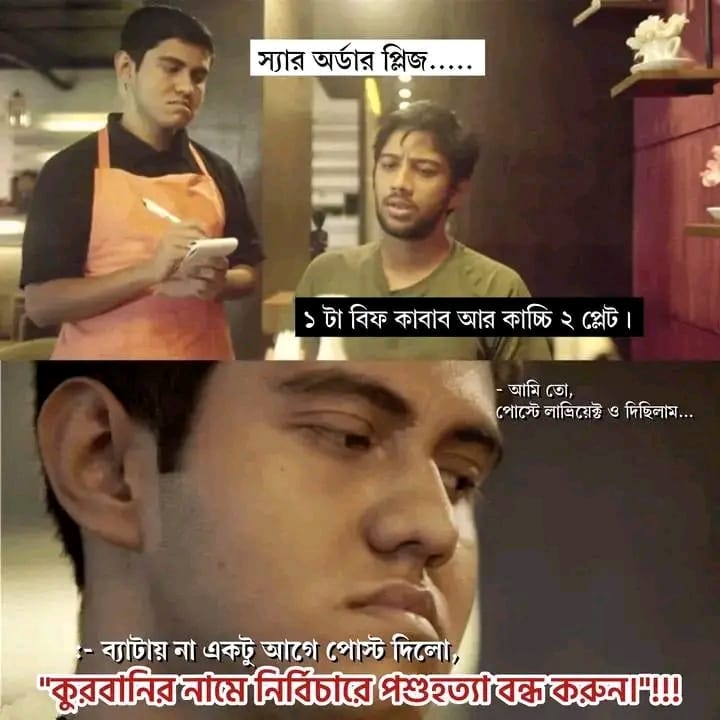 স্যার অর্ডার প্লিজ.....
১ টা বিফ কাবাব আর কাচ্চি ২ প্লেট।
- আমি তো,
পোস্টে লাভ্রিয়েক্ট ও দিছিলাম...
:- ব্যাটায় না একটু আগে পোস্ট দিলো,
"কুরবানির নামে নির্বিচারে পশুহত্যা বন্ধ করুন।"!!!